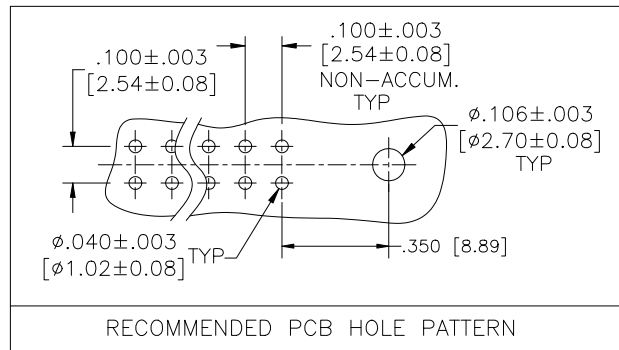 .100±.003
[2.54±0.08]
.100±.003
[2.54±0.08]
NON-ACCUM.
TYP
ø.106±.003
[ø2.70±0.08]
TYP
ø.040±.003
[ø1.02±0.08]
TYP
.350 [8.89]
RECOMMENDED PCB HOLE PATTERN